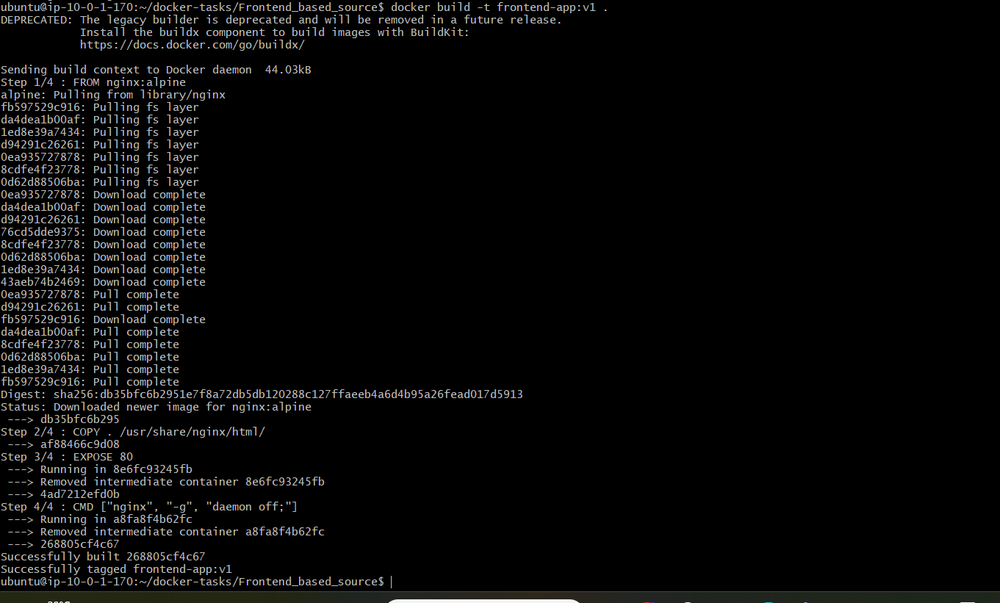 ubuntu@ip-10-0-1-170:~/docker-tasks/Frontend_based_source$ docker build -t frontend-app:v1 .
DEPRECATED: The legacy builder is deprecated and will be removed in a future release.
            Install the buildx component to build images with BuildKit:
            https://docs.docker.com/go/buildx/

Sending build context to Docker daemon  44.03kB
Step 1/4 : FROM nginx:alpine
alpine: Pulling from library/nginx
fb597529c916: Pulling fs layer
da4dea1b00af: Pulling fs layer
1ed8e39a7434: Pulling fs layer
d94291c26261: Pulling fs layer
0ea935727878: Pulling fs layer
8cdfe4f23778: Pulling fs layer
0d62d88506ba: Pulling fs layer
0ea935727878: Download complete
da4dea1b00af: Download complete
d94291c26261: Download complete
76cd5dde9375: Download complete
8cdfe4f23778: Download complete
0d62d88506ba: Download complete
1ed8e39a7434: Download complete
43aeb74b2469: Download complete
0ea935727878: Pull complete
d94291c26261: Pull complete
fb597529c916: Download complete
da4dea1b00af: Pull complete
8cdfe4f23778: Pull complete
0d62d88506ba: Pull complete
1ed8e39a7434: Pull complete
fb597529c916: Pull complete
Digest: sha256:db35bfc6b2951e7f8a72db5db120288c127ffaeeb4a6d4b95a26fead017d5913
Status: Downloaded newer image for nginx:alpine
 ---> db35bfc6b295
Step 2/4 : COPY . /usr/share/nginx/html/
 ---> af88466c9d08
Step 3/4 : EXPOSE 80
 ---> Running in 8e6fc93245fb
 ---> Removed intermediate container 8e6fc93245fb
 ---> 4ad7212efd0b
Step 4/4 : CMD ["nginx", "-g", "daemon off;"]
 ---> Running in a8fa8f4b62fc
 ---> Removed intermediate container a8fa8f4b62fc
 ---> 268805cf4c67
Successfully built 268805cf4c67
Successfully tagged frontend-app:v1
ubuntu@ip-10-0-1-170:~/docker-tasks/Frontend_based_source$